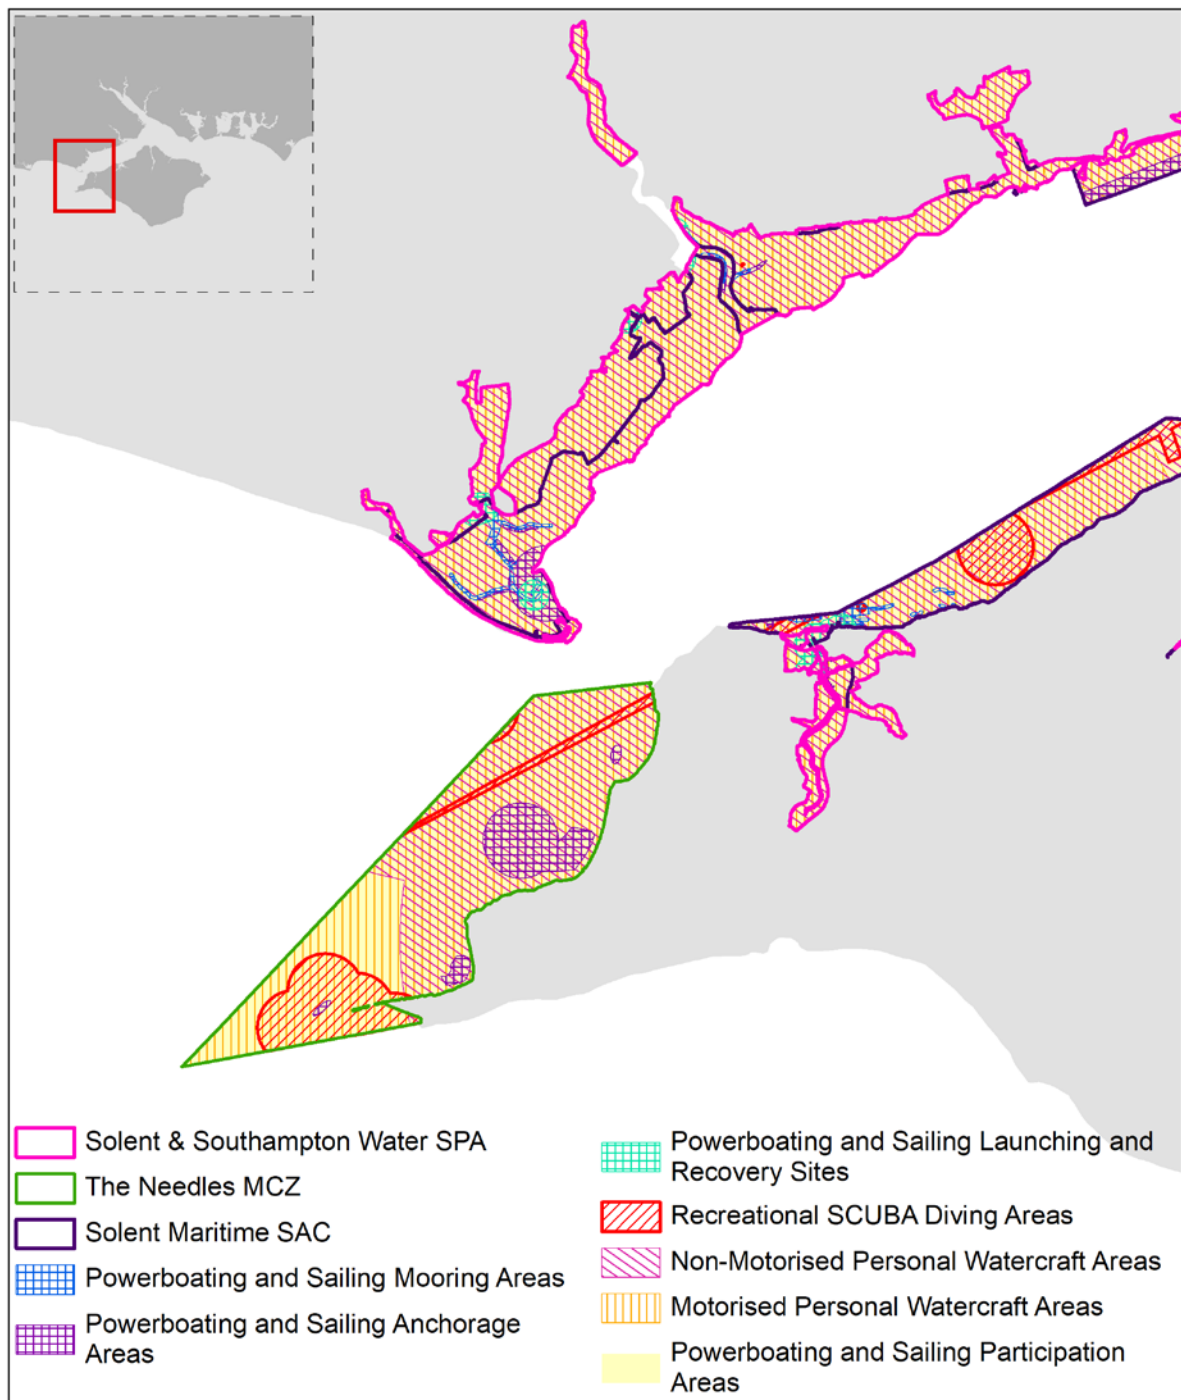 Solent & Southampton Water SPA
The Needles MCZ
Solent Maritime SAC
Powerboating and Sailing Mooring Areas
Powerboating and Sailing Anchorage
Areas
Powerboating and Sailing Launching and
Recovery Sites
Recreational SCUBA Diving Areas
Non-Motorised Personal Watercraft Areas
Motorised Personal Watercraft Areas
Powerboating and Sailing Participation
Areas